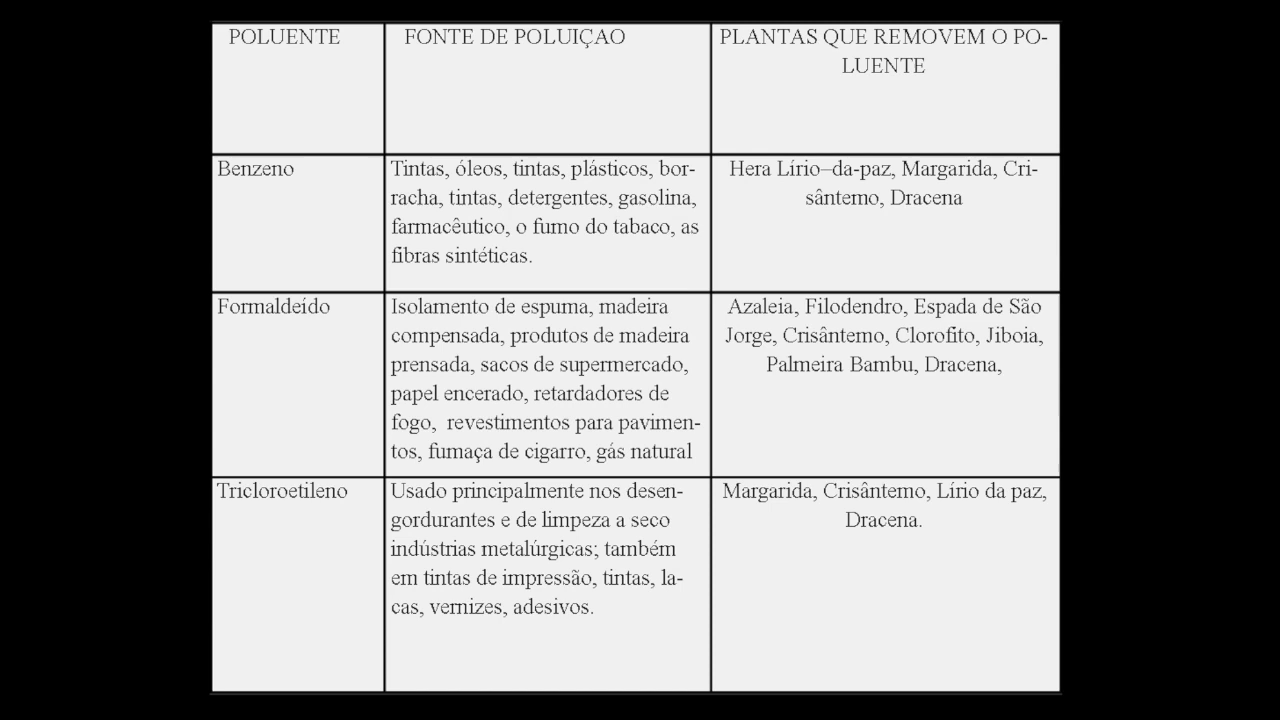 POLUENTE
FONTE DE POLUIÇAO
PLANTAS QUE REMOVEM O PO-
LUENTE
Benzeno
Tintas, óleos, tintas, plásticos, bor-
racha, tintas, detergentes, gasolina,
farmacêutico, o fumo do tabaco, as
fibras sintéticas.
Hera Lírio–da-paz, Margarida, Cri-
sântemo, Dracena
Formaldeído
Isolamento de espuma, madeira
compensada, produtos de madeira
prensada, sacos de supermercado,
papel encerado, retardadores de
fogo,  revestimentos para pavimen-
tos, fumaça de cigarro, gás natural
Azaleia, Filodendro, Espada de São
Jorge, Crisântemo, Clorofito, Jiboia,
Palmeira Bambu, Dracena,
Tricloroetileno
Usado principalmente nos desen-
gordurantes e de limpeza a seco
indústrias metalúrgicas; também
em tintas de impressão, tintas, la-
cas, vernizes, adesivos.
Margarida, Crisântemo, Lírio da paz,
Dracena.